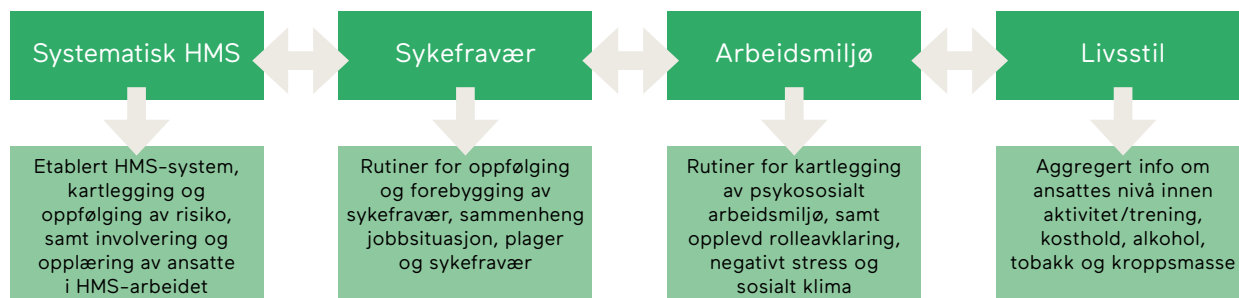 Systematisk HMS
Sykefravær
Arbeidsmiljø
Livsstil
Etablert HMS-system,
kartlegging og
oppfølging av risiko,
samt involvering og
opplæring av ansatte
i HMS-arbeidet
Rutiner for oppfølging
og forebygging av
sykefravær, sammenheng
jobbsituasjon, plager
og sykefravær
Rutiner for kartlegging
av psykososialt
arbeidsmiljø, samt
opplevd rolleavklaring,
negativt stress og
sosialt klima
Aggregert info om
ansattes nivå innen
aktivitet/trening,
kosthold, alkohol,
tobakk og kroppsmasse